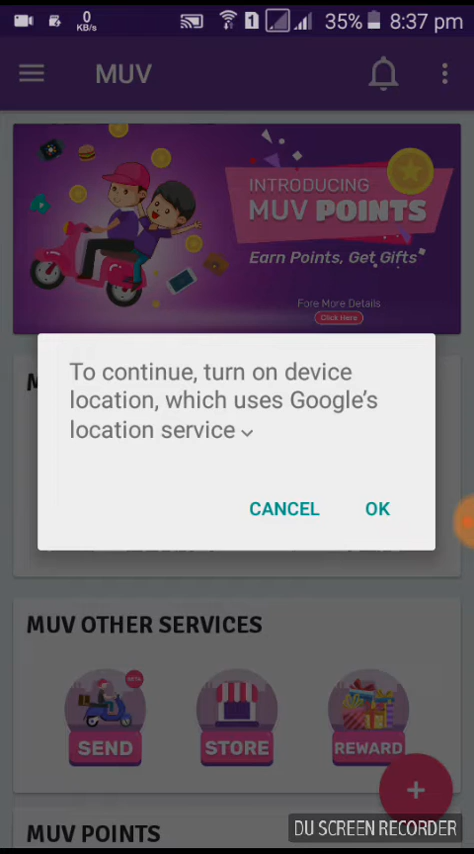 0
KB/s
1
35%
8:37 pm
MUV
INTRODUCING
MUV POINTS
Earn Points, Get Gifts
Fore More Details
Click Here
M
To continue, turn on device
location, which uses Google’s
location service
CANCEL
OK
MUV OTHER SERVICES
BETA
SEND
STORE
REWARD
+
DU SCREEN RECORDER
MUV POINTS